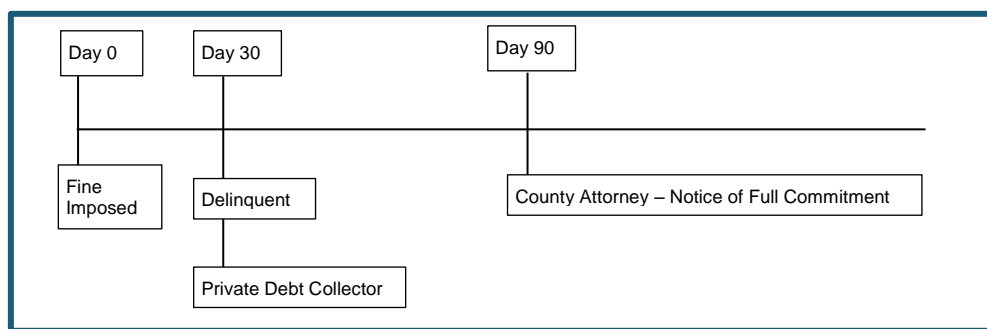 Day 0
Day 30
Day 90
Fine
Imposed
Delinquent
County Attorney – Notice of Full Commitment
Private Debt Collector